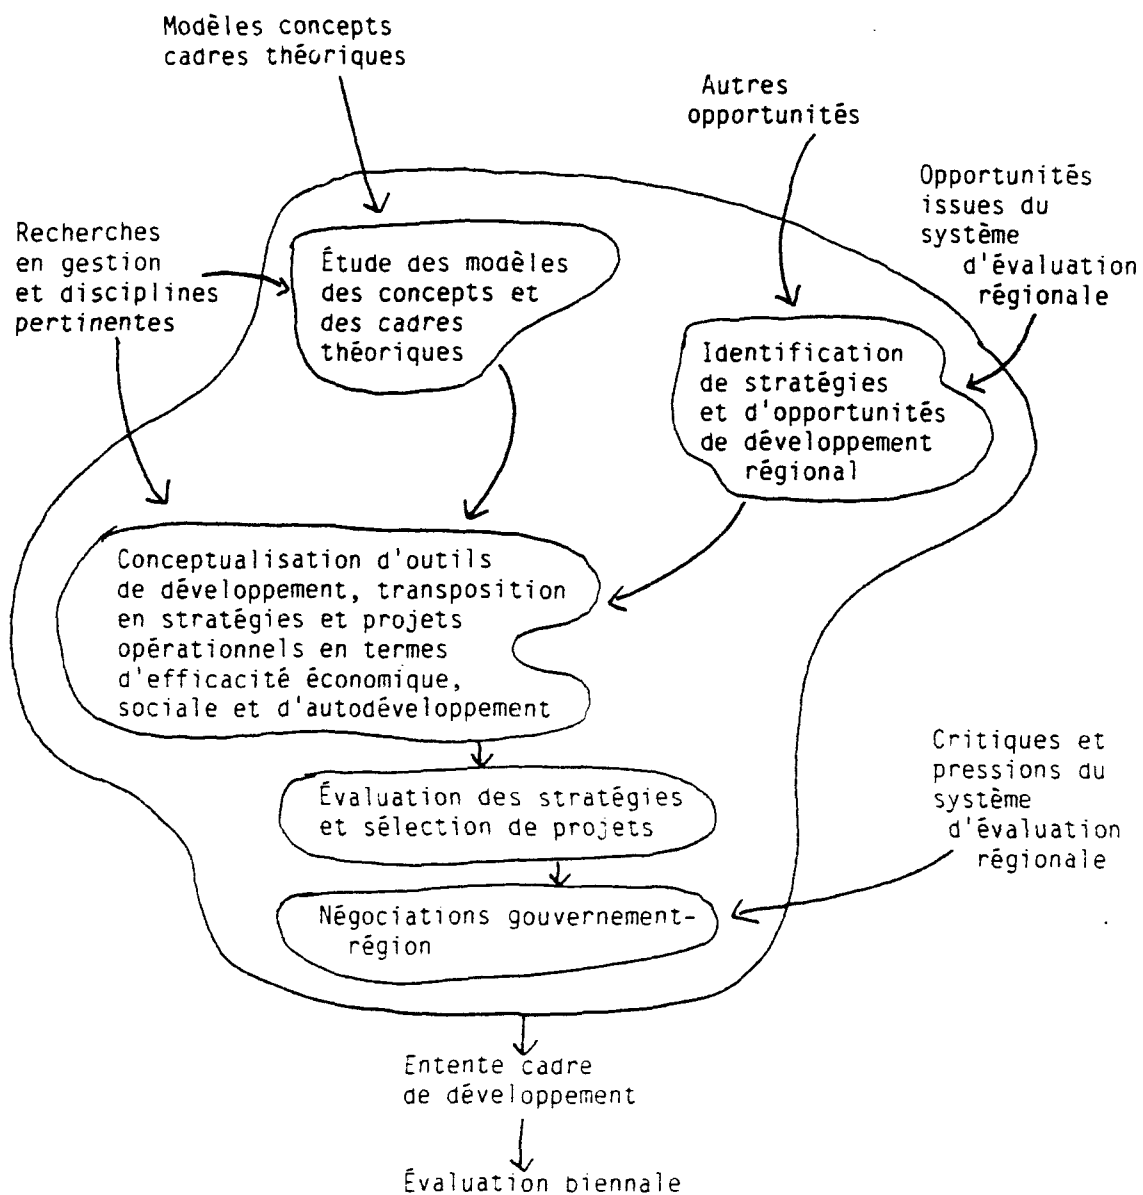 Modèles concepts
cadres théoriques
Autres
opportunités
Opportunités
issues du
système
d'évaluation
régionale
Recherches
en gestion
et disciplines
pertinentes
Étude des modèles
des concepts et
des cadres
théoriques
Identification
de stratégies
et d'opportunités
de développement
régional
Conceptualisation d'outils
de développement, transposition
en stratégies et projets
opérationnels en termes
d'efficacité économique,
sociale et d'autodéveloppement
Évaluation des stratégies
et sélection de projets
Critiques et
pressions du
système
d'évaluation
régionale
Négociations gouvernement-
région
Entente cadre
de développement
Évaluation biennale